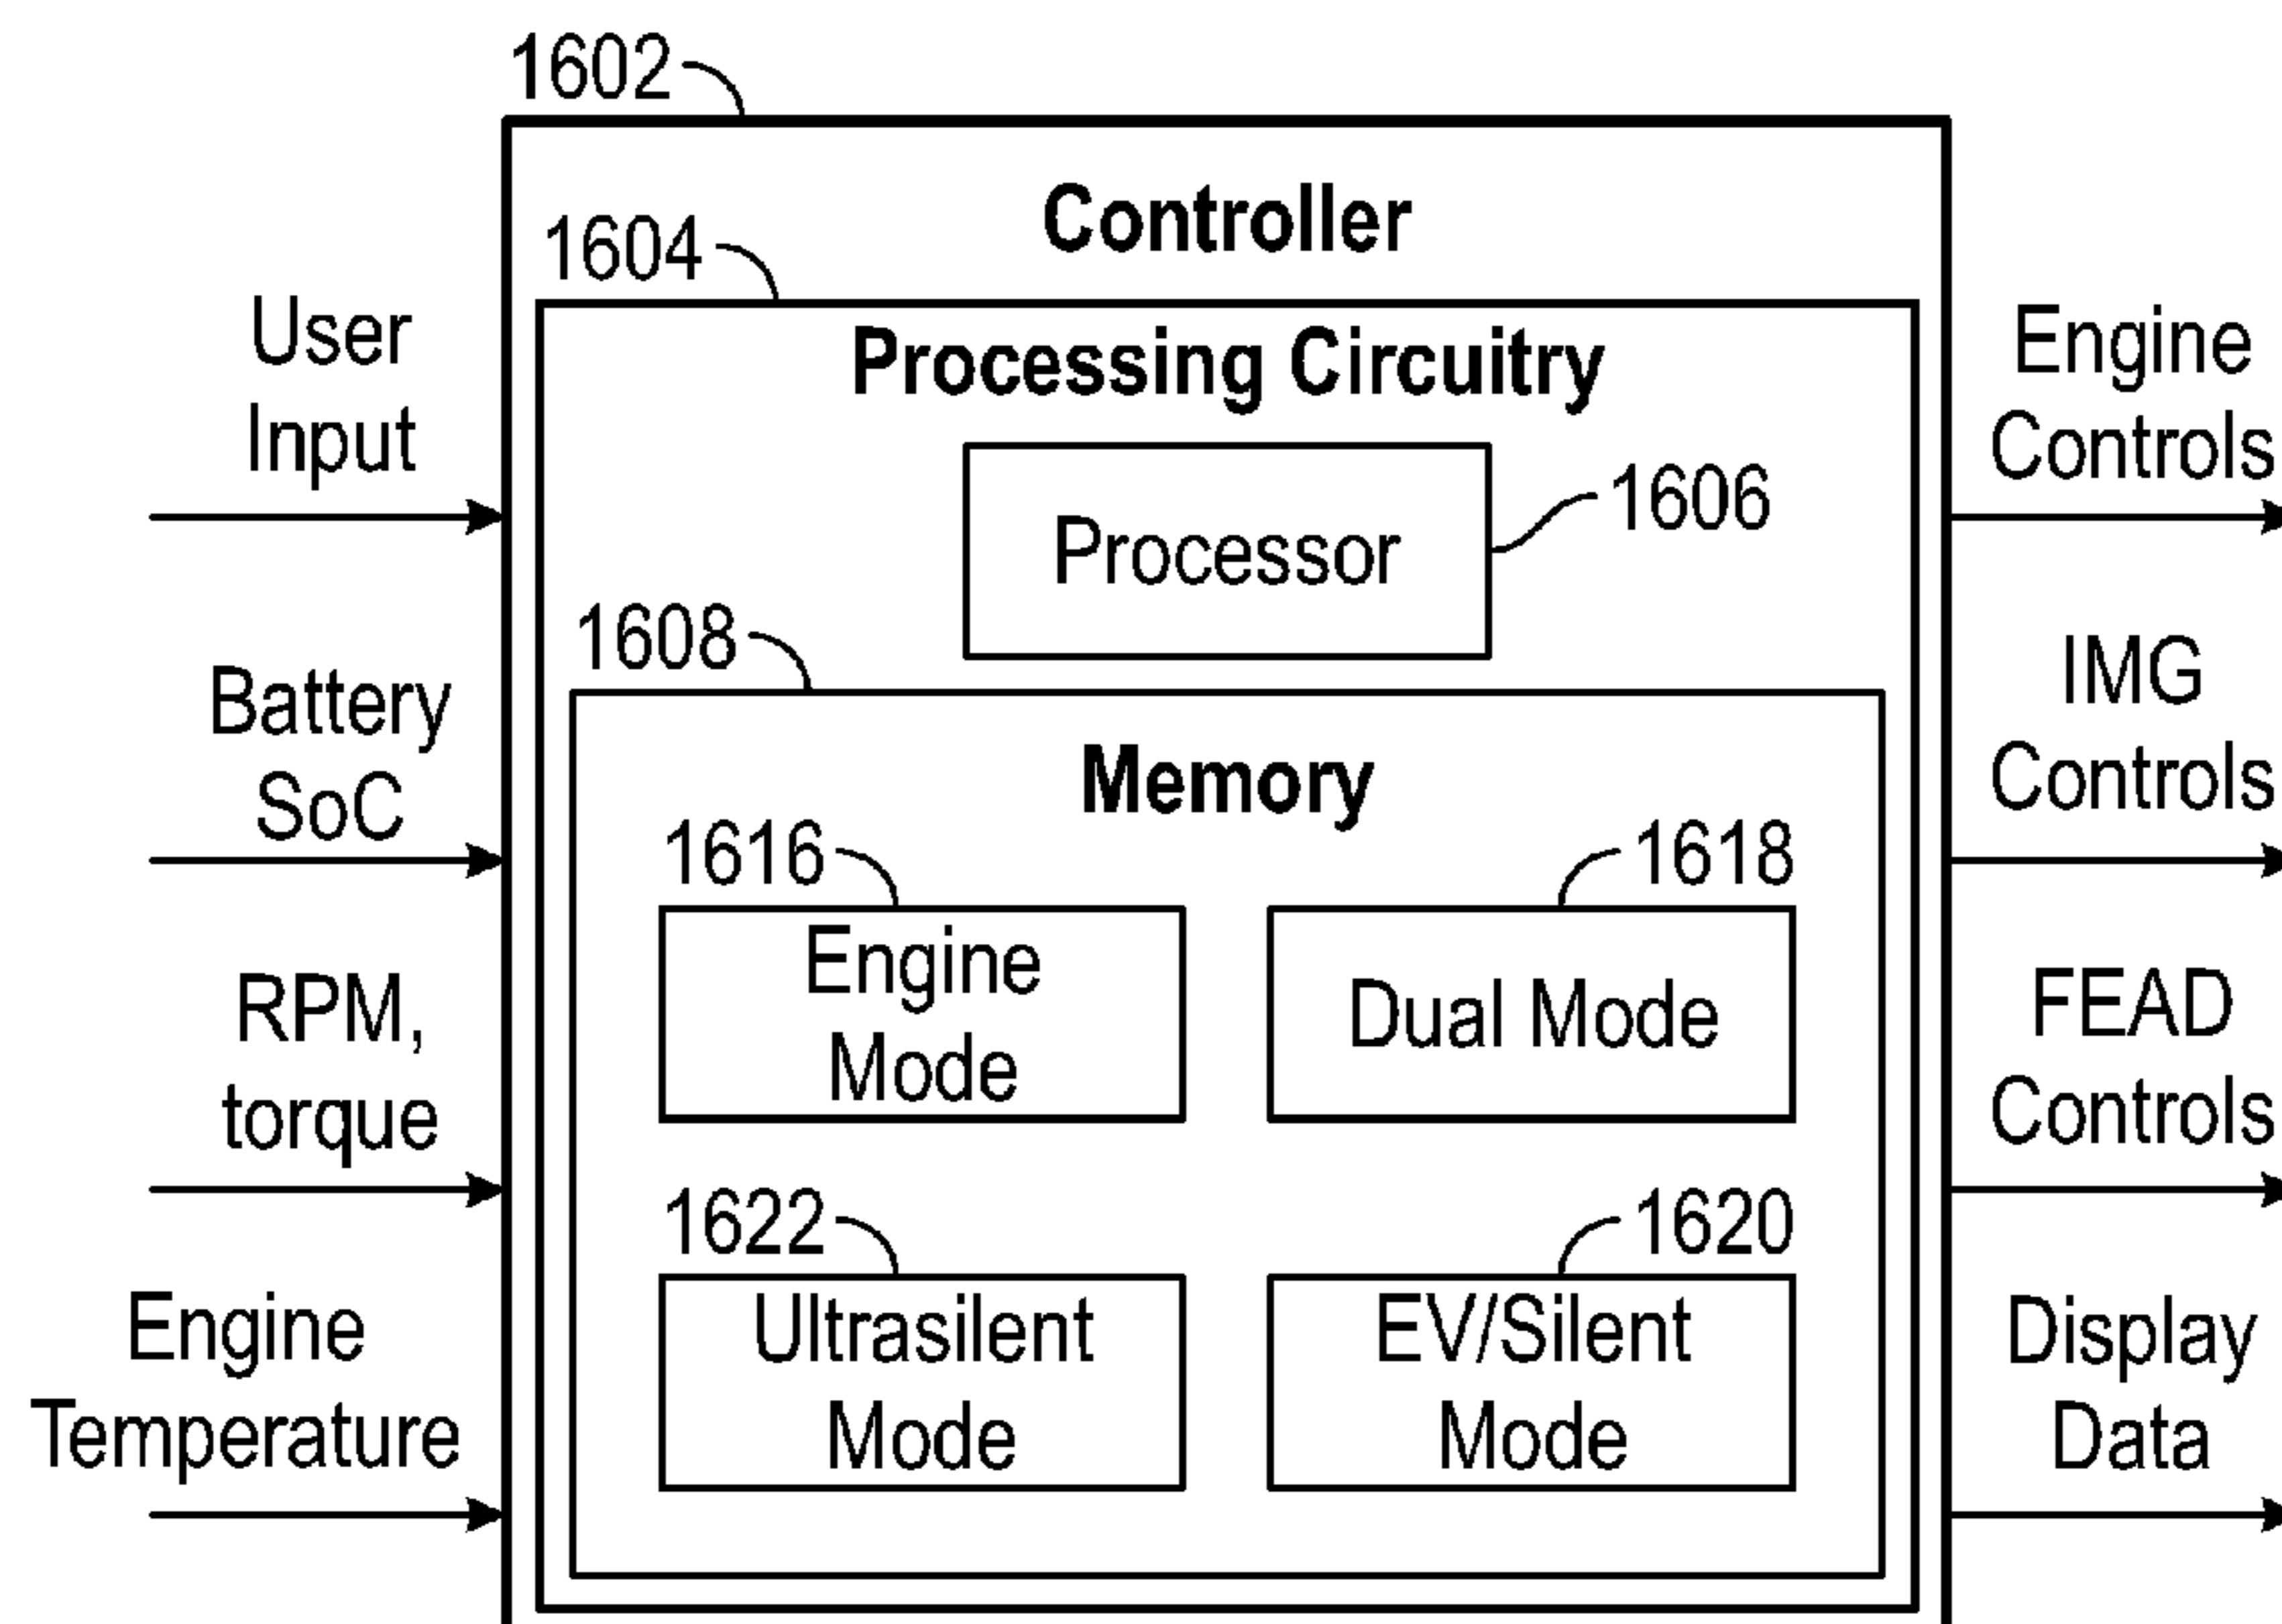 1602
Controller
1604
Processing Circuitry
Processor
1606
1608
Memory
1616
Engine
Mode
1618
Dual Mode
1622
Ultrasilent
Mode
1620
EV/Silent
Mode
User
Input
Battery
SoC
RPM,
torque
Engine
Temperature
Engine
Controls
IMG
Controls
FEAD
Controls
Display
Data